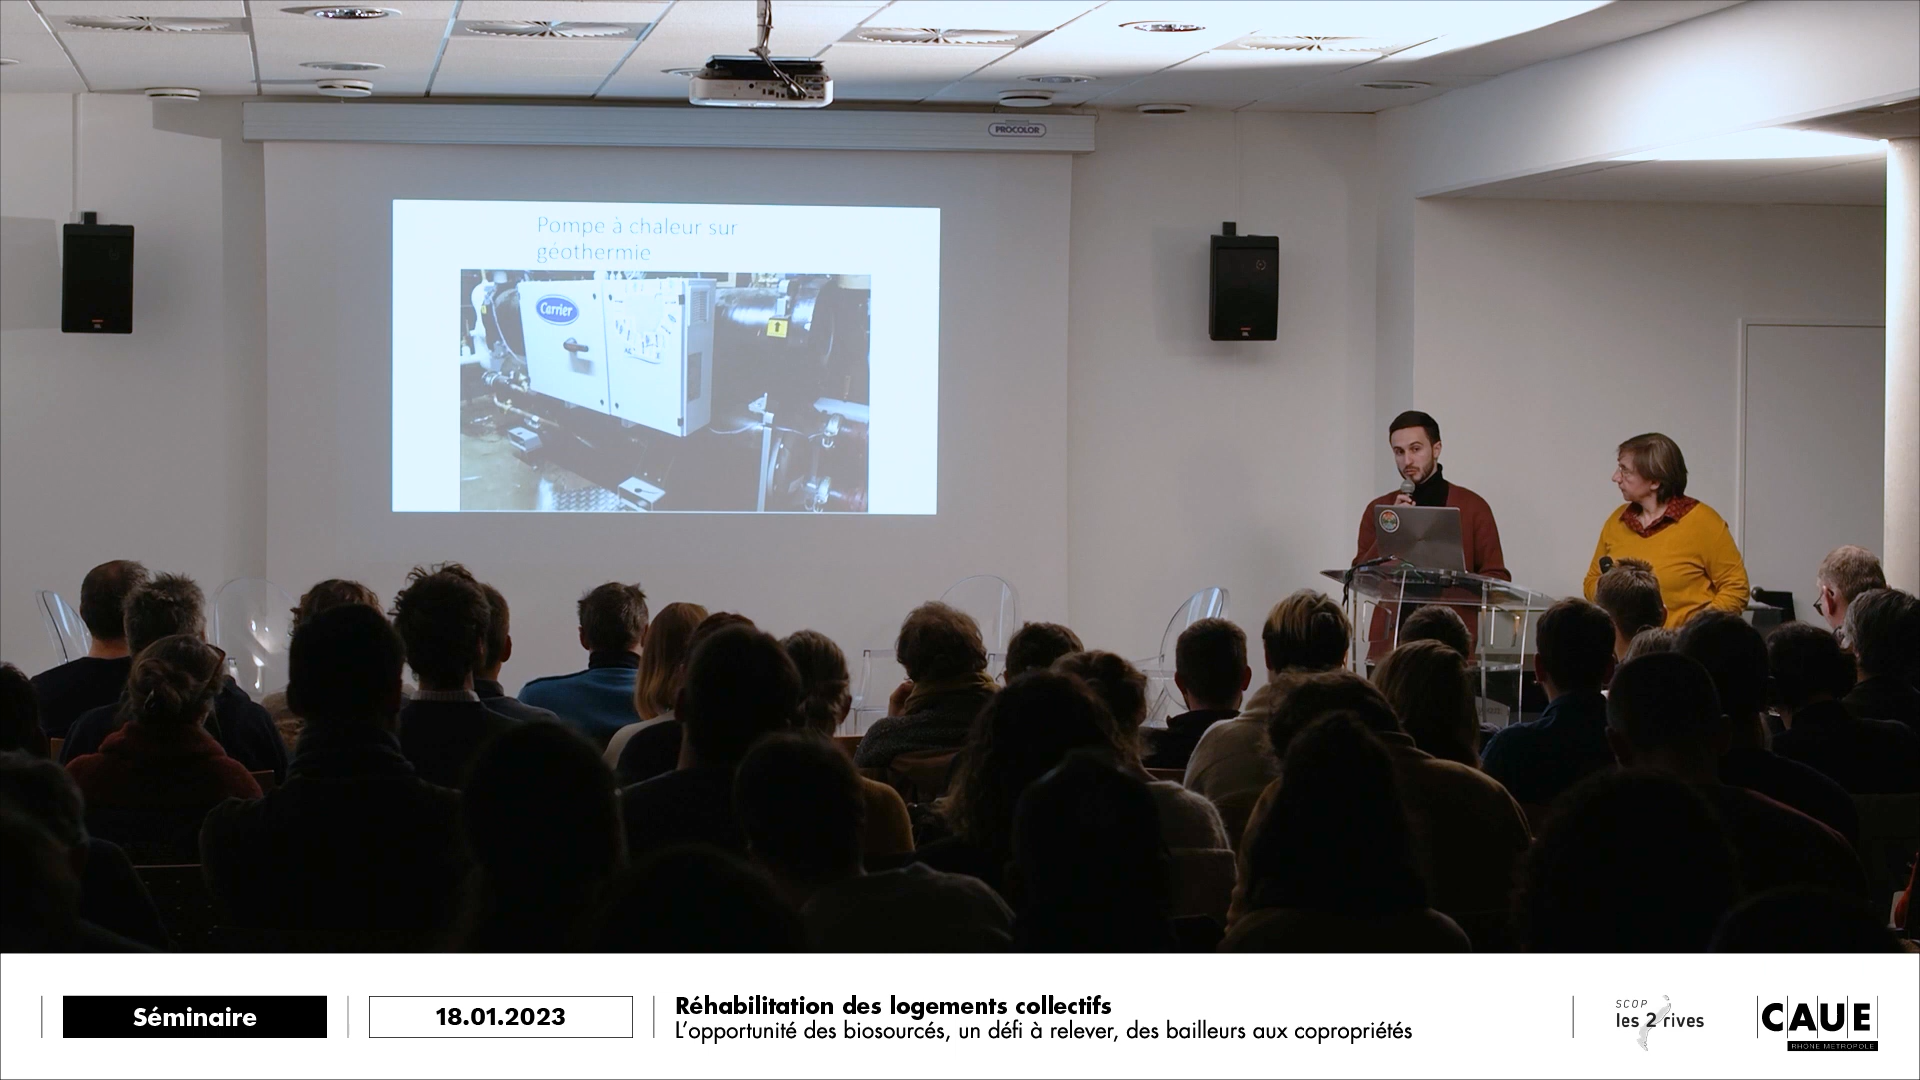 PROCOLOR
Pompe à chaleur sur
géothermie
Carrier
Séminaire
18.01.2023
Réhabilitation des logements collectifs
L'opportunité des biosourcés, un défi à relever, des bailleurs aux copropriétés
SCOP
les 2 rives
CAUE
RHÔNE MÉTROPOLE